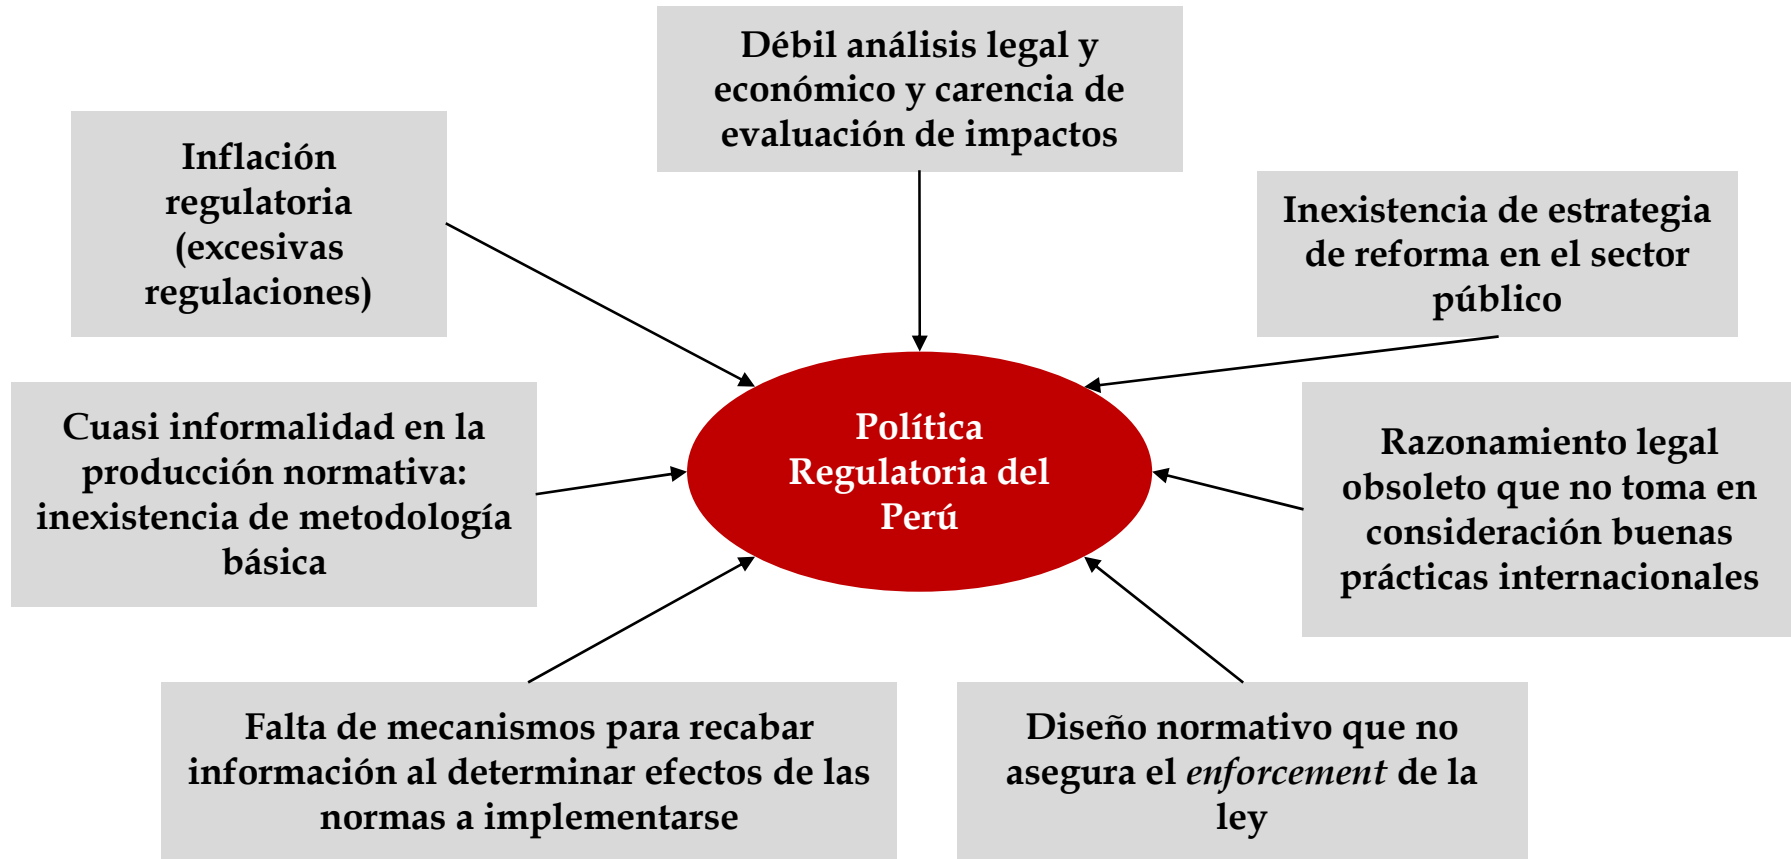 Débil análisis legal y
económico y carencia de
evaluación de impactos
Inflación
regulatoria
(excesivas
regulaciones)
Inexistencia de estrategia
de reforma en el sector
público
Cuasi informalidad en la
producción normativa:
inexistencia de metodología
básica
Política
Regulatoria del
Perú
Razonamiento legal
obsoleto que no toma en
consideración buenas
prácticas internacionales
Falta de mecanismos para recabar
información al determinar efectos de las
normas a implementarse
Diseño normativo que no
asegura el enforcement de la
ley